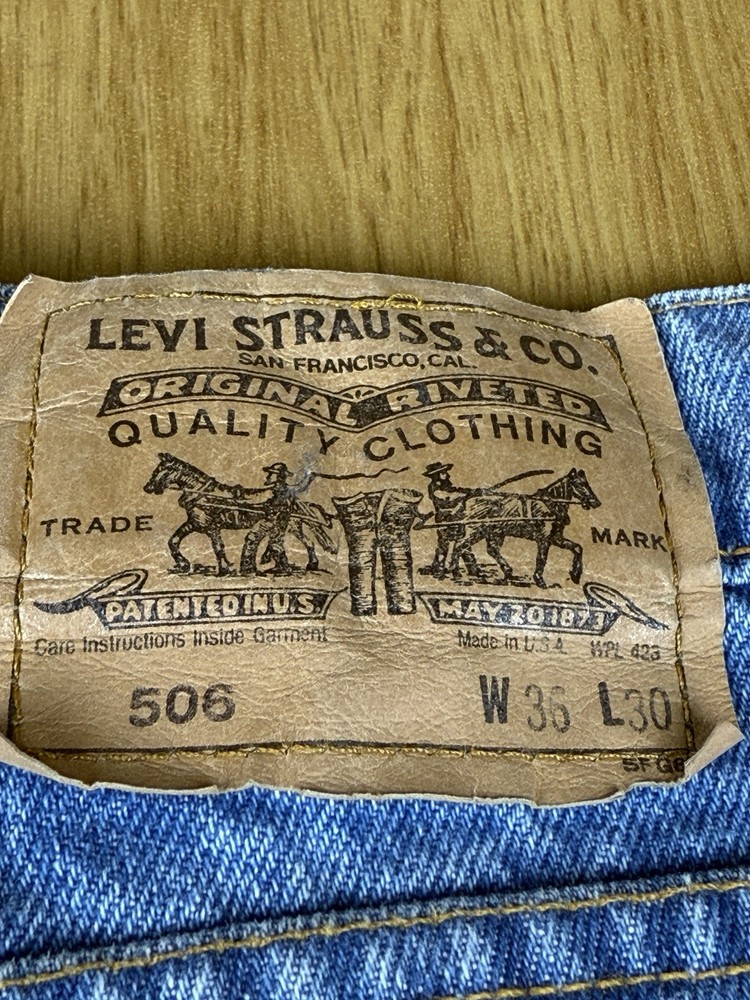 LEVI STRAUSS & CO.
SAN FRANCISCO, CAL.
ORIGINAL RIVETED
QUALITY CLOTHING
TRADE MARK
PATENTED IN U.S. MAY 20 1873
Care Instructions Inside Garment Made in U.S.A. WPL 423
506 W 36 L30